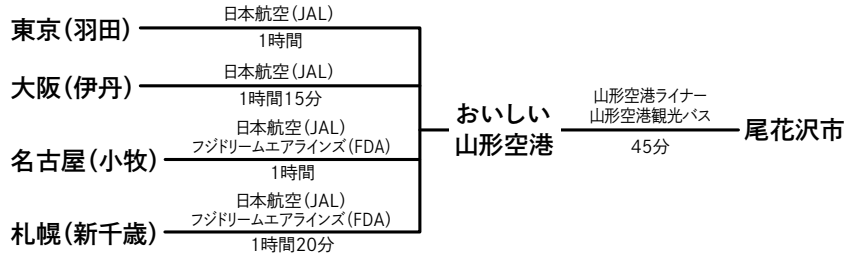 東京(羽田)
日本航空(JAL)
1時間
大阪(伊丹)
日本航空(JAL)
1時間15分
名古屋(小牧)
日本航空(JAL)
フジドリームエアラインズ(FDA)
1時間
札幌(新千歳)
日本航空(JAL)
フジドリームエアラインズ(FDA)
1時間20分
おいしい
山形空港
山形空港ライナー
山形空港観光バス
45分
尾花沢市